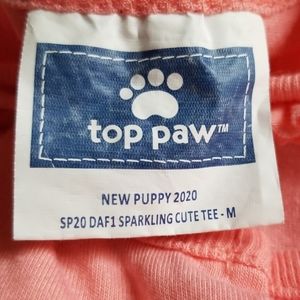 top paw™
NEW PUPPY 2020
SP20 DAF1 SPARKLING CUTE TEE - M